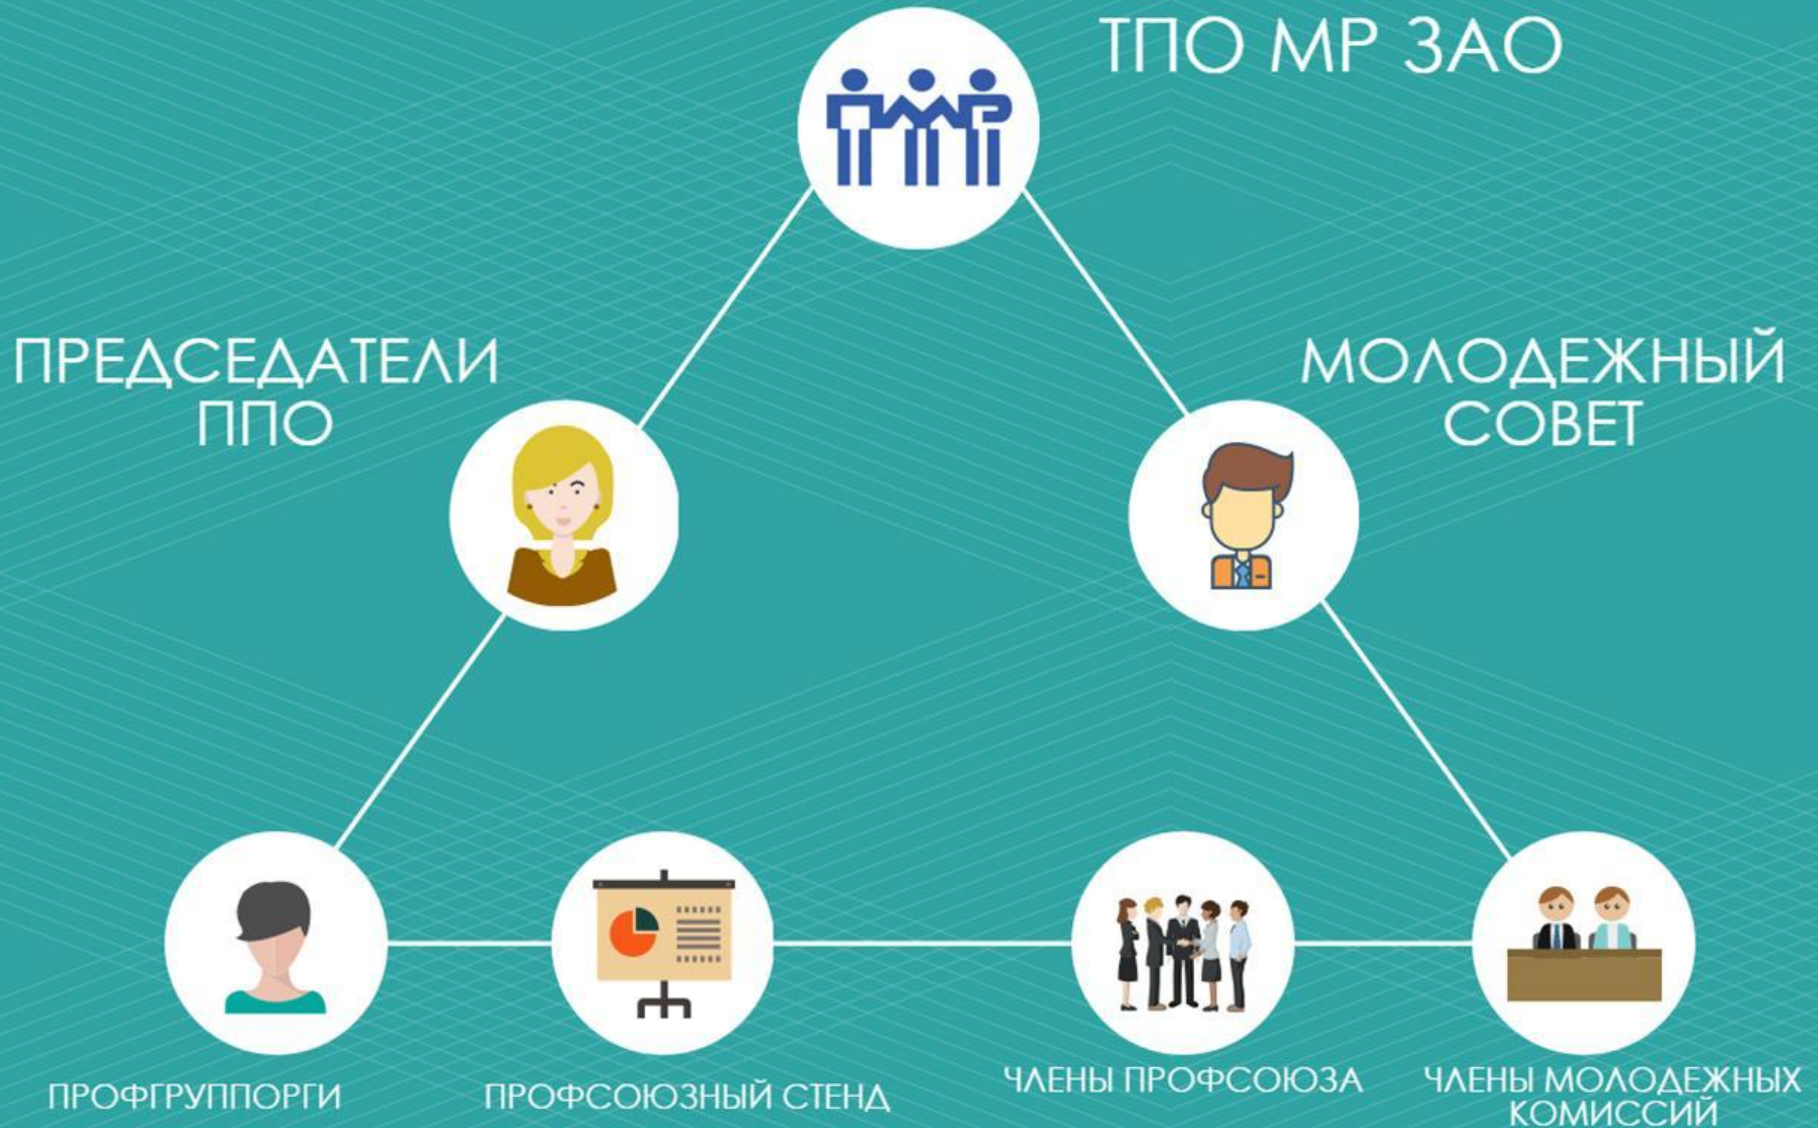 ТПО МР ЗАО
ПРЕДСЕДАТЕЛИ
ППО
МОЛОДЕЖНЫЙ
СОВЕТ
ПРОФГРУППОРГИ
ПРОФСОЮЗНЫЙ СТЕНД
ЧЛЕНЫ ПРОФСОЮЗА
ЧЛЕНЫ МОЛОДЕЖНЫХ
КОМИССИЙ